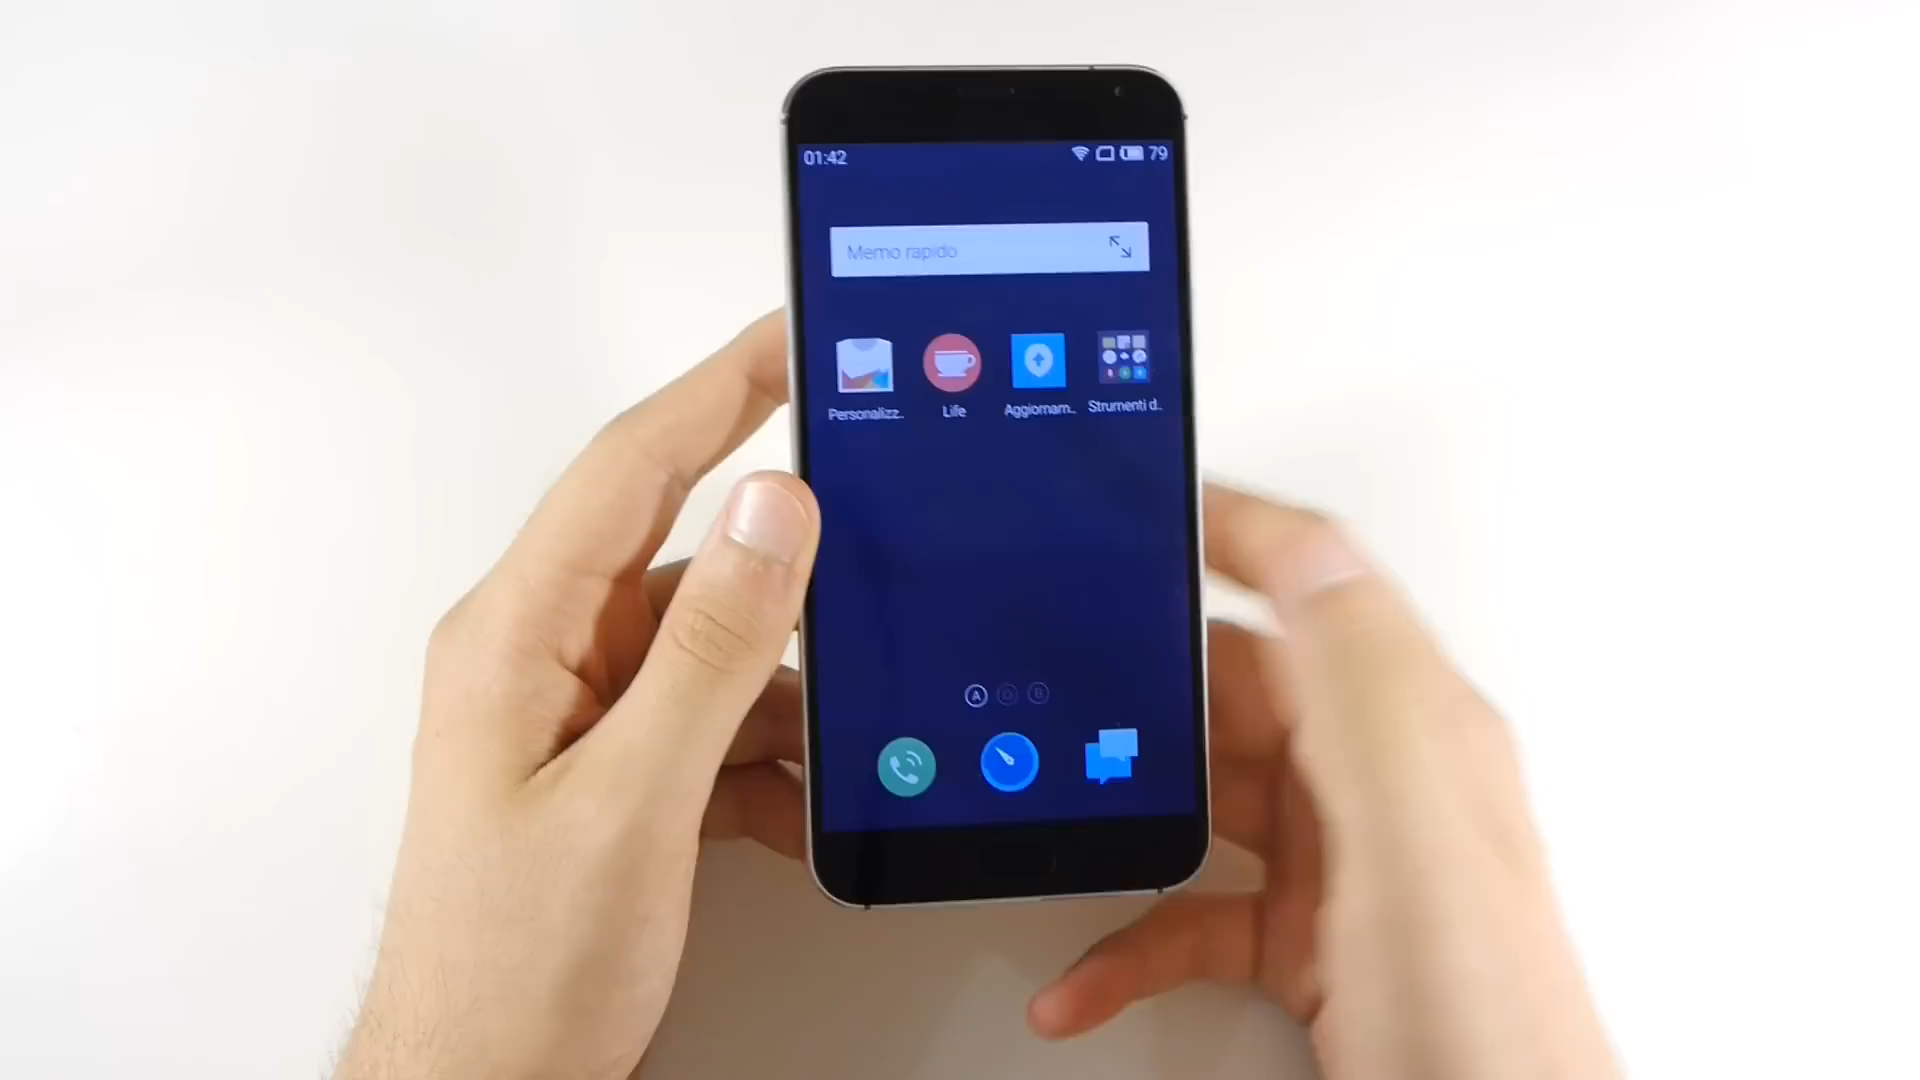 01:42 79
Memo rapido
Personalizz.. Life Aggiornam.. Strumenti d..
A B